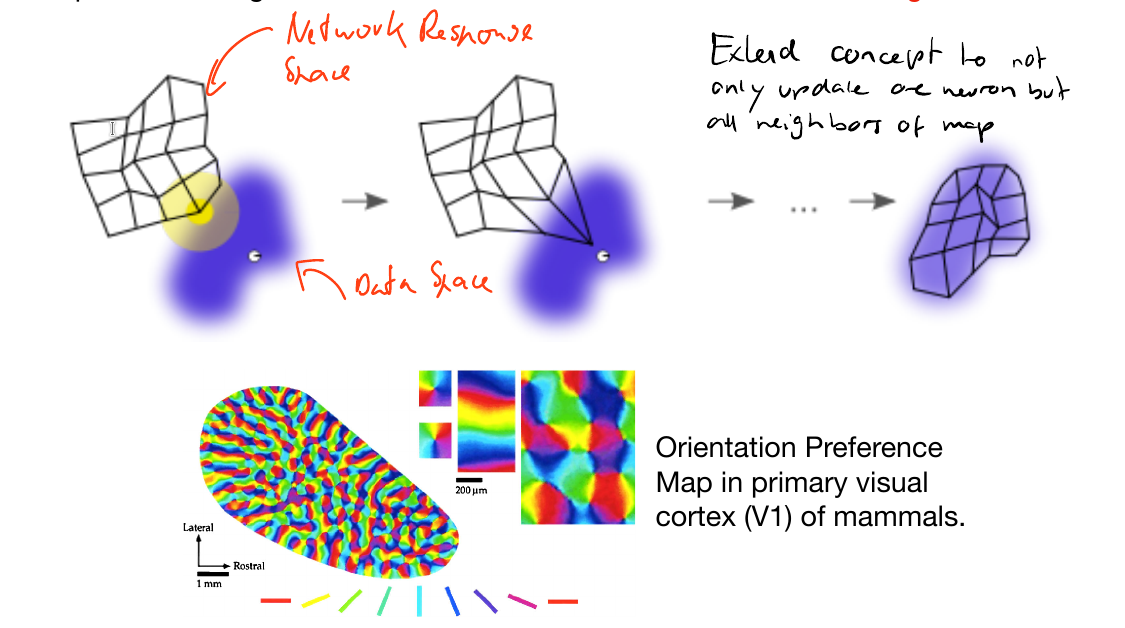 Network Response
Space
Extend concept to not
only update one neuron but
all neighbors of map
Data Space
200 μm
Orientation Preference
Map in primary visual
cortex (V1) of mammals.
Lateral
Rostral
1 mm